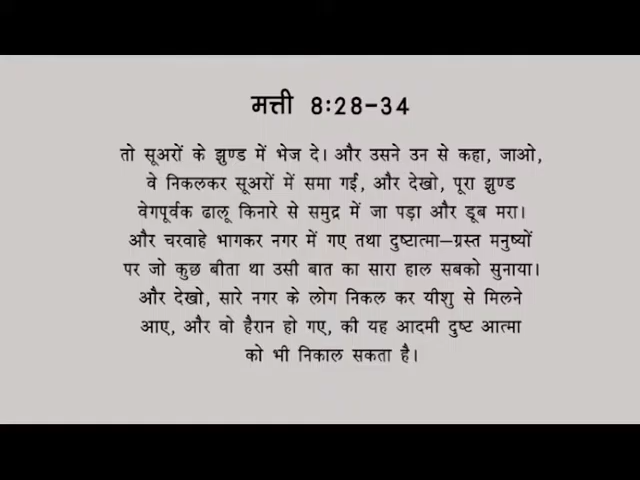 मत्ती 8:28-34
तो सूअरों के झुण्ड में भेज दे। और उसने उन से कहा, जाओ,
वे निकलकर सूअरों में समा गईं, और देखो, पूरा झुण्ड
वेगपूर्वक ढालू किनारे से समुद्र में जा पड़ा और डूब मरा।
और चरवाहे भागकर नगर में गए तथा दुष्टात्मा-ग्रस्त मनुष्यों
पर जो कुछ बीता था उसी बात का सारा हाल सबको सुनाया।
और देखो, सारे नगर के लोग निकल कर यीशु से मिलने
आए, और वो हैरान हो गए, की यह आदमी दुष्ट आत्मा
को भी निकाल सकता है।